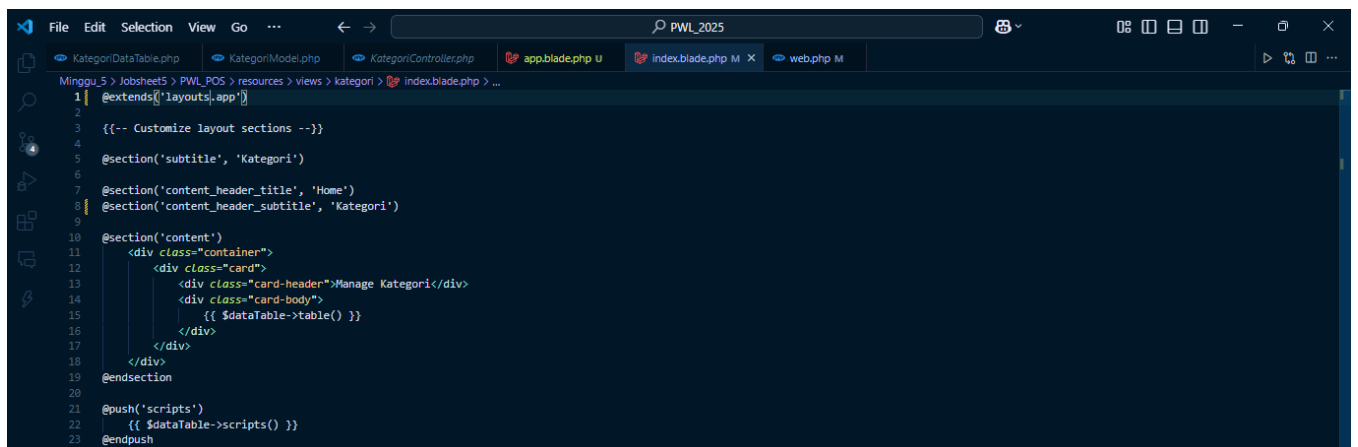 File Edit Selection View Go ··· ← → PWL_2025
KategoriDataTable.php KategoriModel.php KategoriController.php app.blade.php U index.blade.php M × web.php M
Minggu_5 > Jobsheet5 > PWL_POS > resources > views > kategori > index.blade.php > ...
1 @extends('layouts.app')
2
3 {{-- Customize layout sections --}}
4
5 @section('subtitle', 'Kategori')
6
7 @section('content_header_title', 'Home')
8 @section('content_header_subtitle', 'Kategori')
9
10 @section('content')
11 <div class="container">
12 <div class="card">
13 <div class="card-header">Manage Kategori</div>
14 <div class="card-body">
15 {{ $dataTable->table() }}
16 </div>
17 </div>
18 </div>
19 @endsection
20
21 @push('scripts')
22 {{ $dataTable->scripts() }}
23 @endpush
4